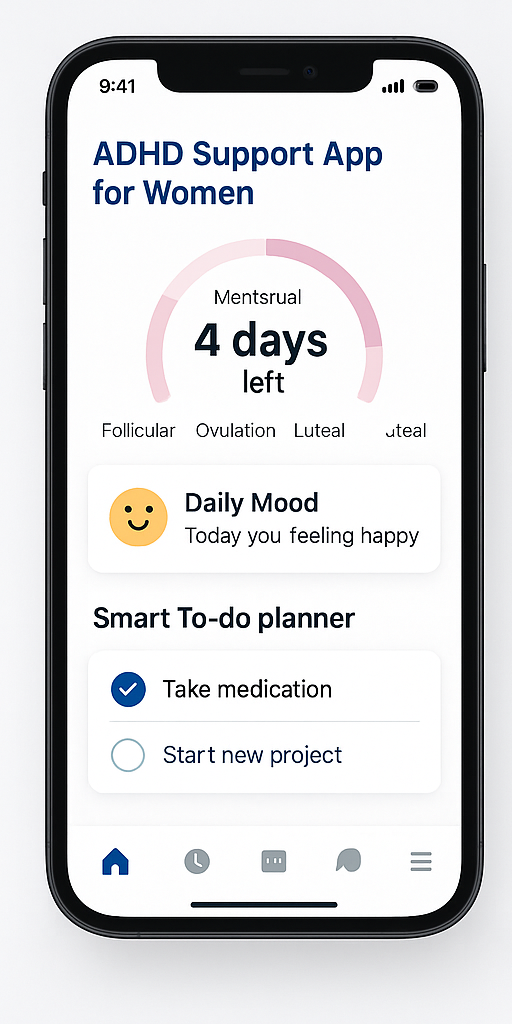 9:41
ADHD Support App
for Women
Mentsrual
4 days
left
Follicular Ovulation Luteal uteal
Daily Mood
Today you feeling happy
Smart To-do planner
Take medication
Start new project